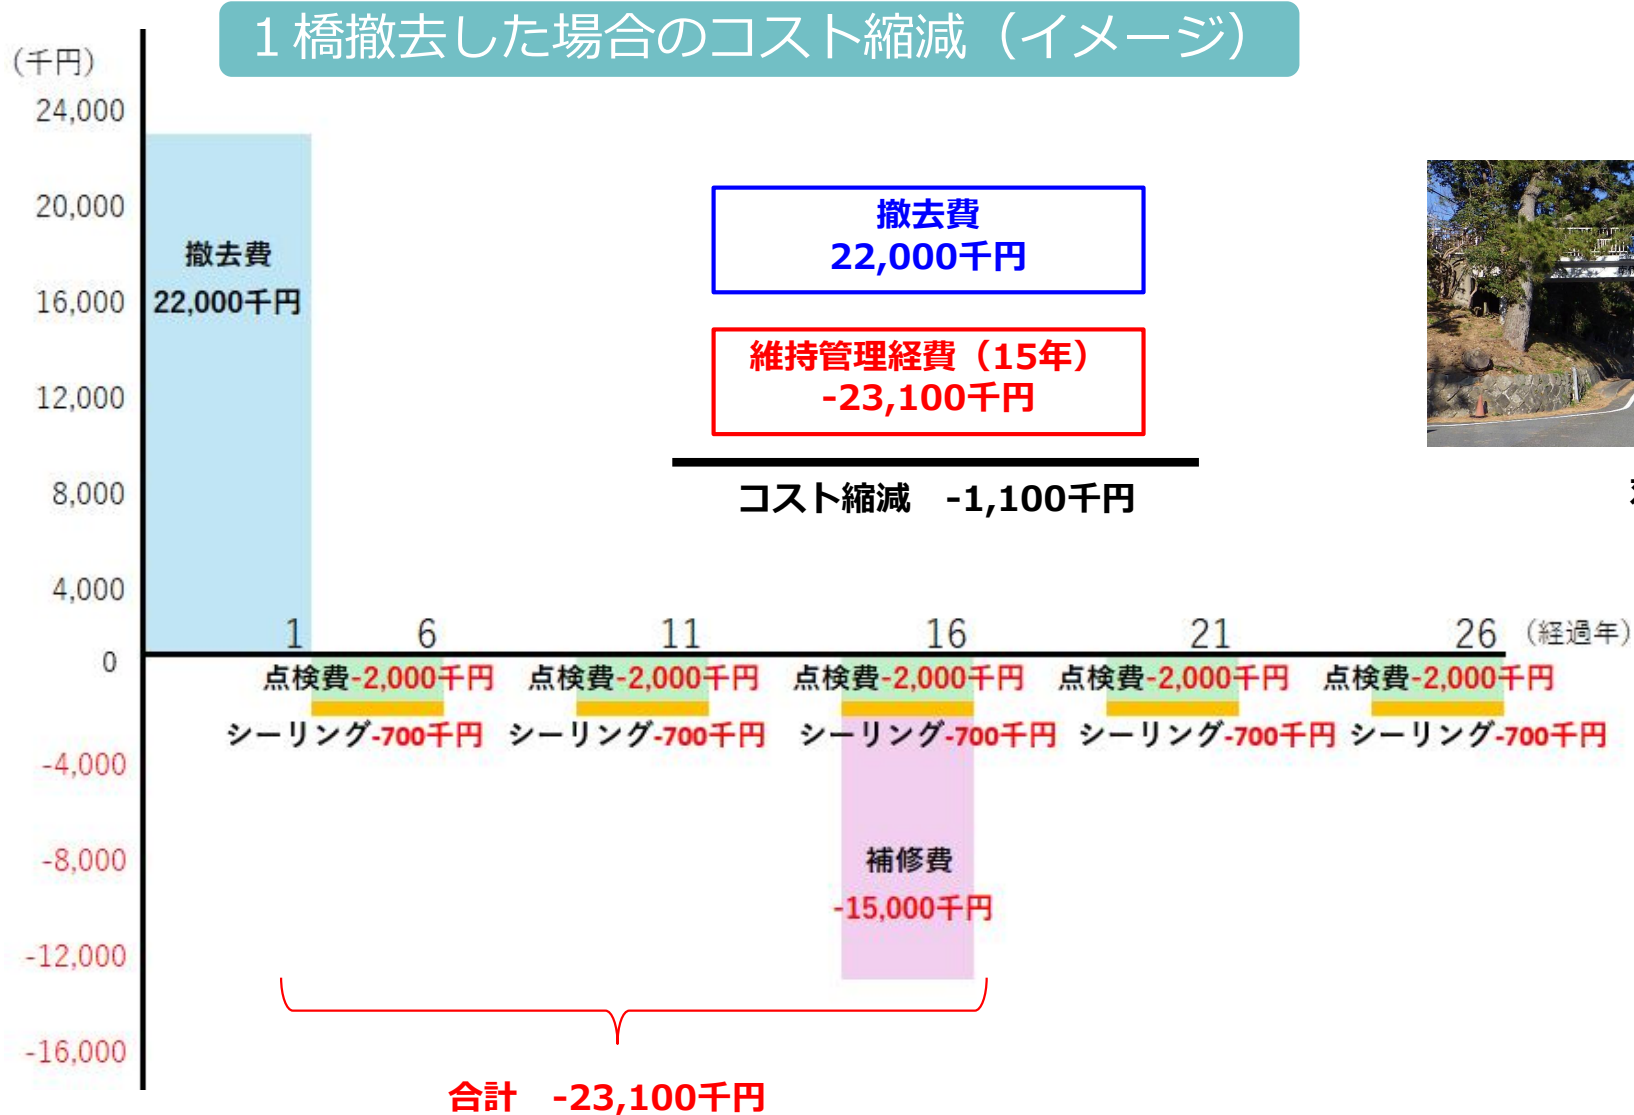 １橋撤去した場合のコスト縮減（イメージ）
（千円）
24,000
20,000
16,000
12,000
8,000
4,000
0
-4,000
-8,000
-12,000
-16,000
撤去費
22,000千円
撤去費
22,000千円
維持管理経費（15年）
-23,100千円
コスト縮減　-1,100千円
1 6 11 16 21 26 （経過年）
点検費-2,000千円 点検費-2,000千円 点検費-2,000千円 点検費-2,000千円 点検費-2,000千円
シーリング-700千円 シーリング-700千円 シーリング-700千円 シーリング-700千円 シーリング-700千円
補修費
-15,000千円
合計　-23,100千円